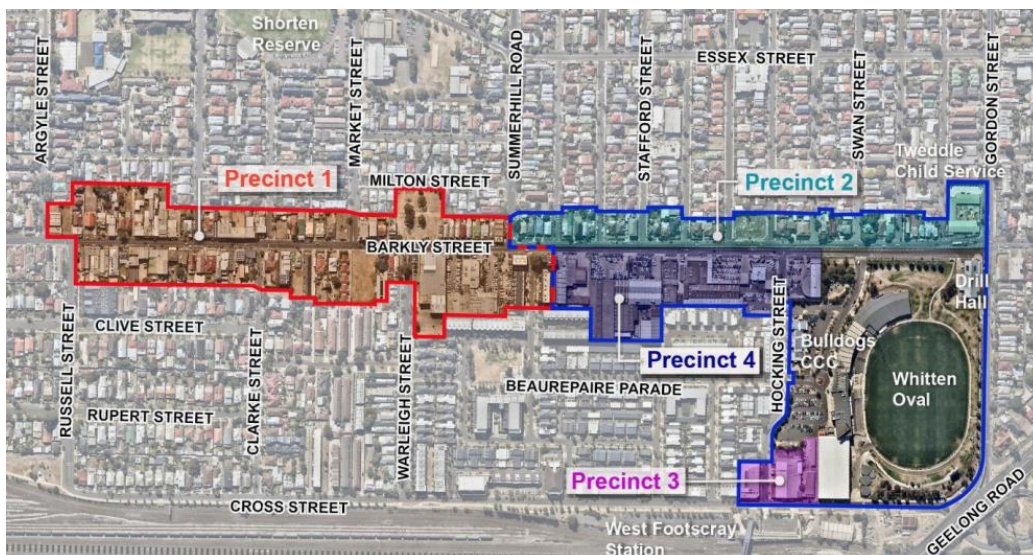 Shorten
Reserve
ARGYLE STREET
MARKET STREET
SUMMERHILL ROAD
STAFFORD STREET
ESSEX STREET
SWAN STREET
GORDON STREET
Tweddle
Child Service
Precinct 1
MILTON STREET
Precinct 2
BARKLY STREET
Drill
Hall
RUSSELL STREET
CLIVE STREET
CLARKE STREET
WARLEIGH STREET
Precinct 4
HOCKING STREET
Bulldogs
CCC
BEAUREPAIRE PARADE
Whitten
Oval
RUPERT STREET
Precinct 3
CROSS STREET
West Footscray
Station
GEELONG ROAD